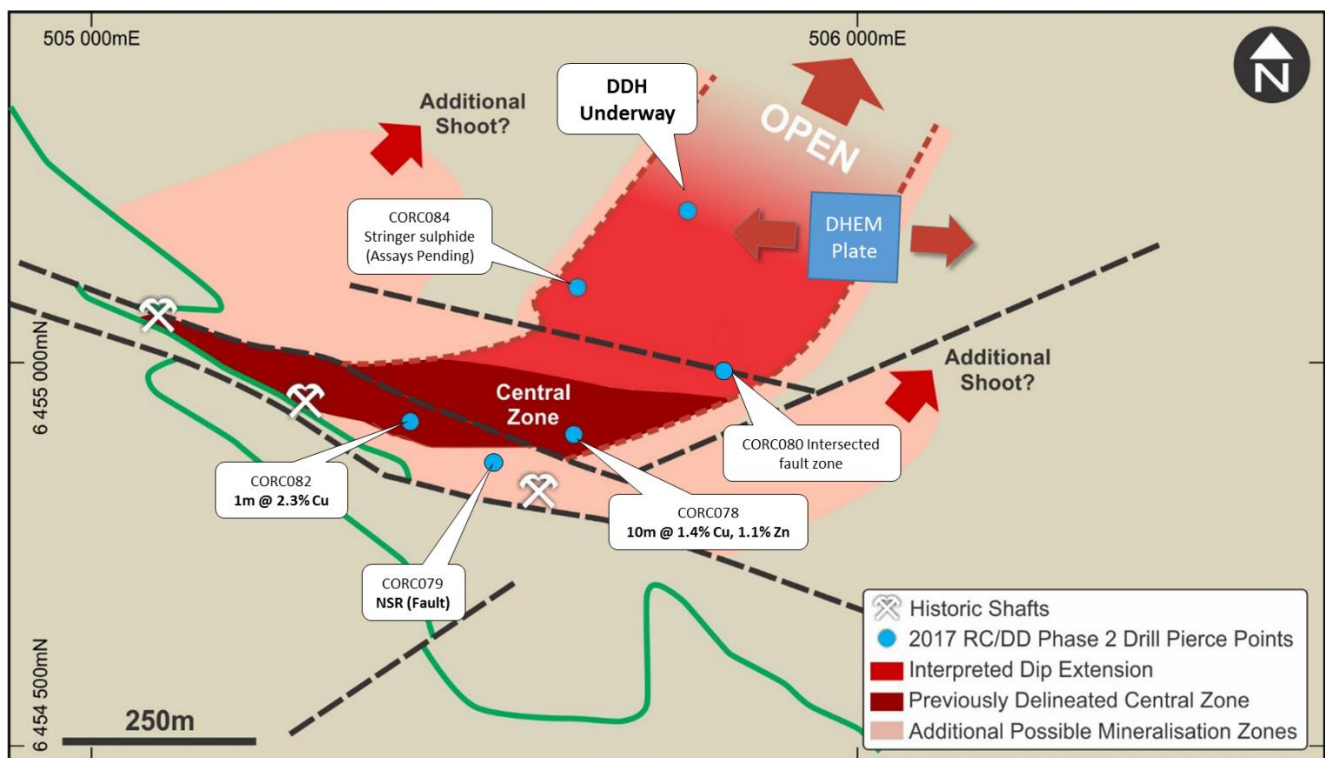 505 000mE
506 000mE
N
DDH
Underway
Additional
Shoot?
OPEN
CORC084
Stringer sulphide
(Assays Pending)
DHEM
Plate
6 455 000mN
Additional
Shoot?
Central
Zone
CORC080 Intersected
fault zone
CORC082
1m @ 2.3% Cu
CORC078
10m @ 1.4% Cu, 1.1% Zn
CORC079
NSR (Fault)
6 454 500mN
250m
Historic Shafts
2017 RC/DD Phase 2 Drill Pierce Points
Interpreted Dip Extension
Previously Delineated Central Zone
Additional Possible Mineralisation Zones